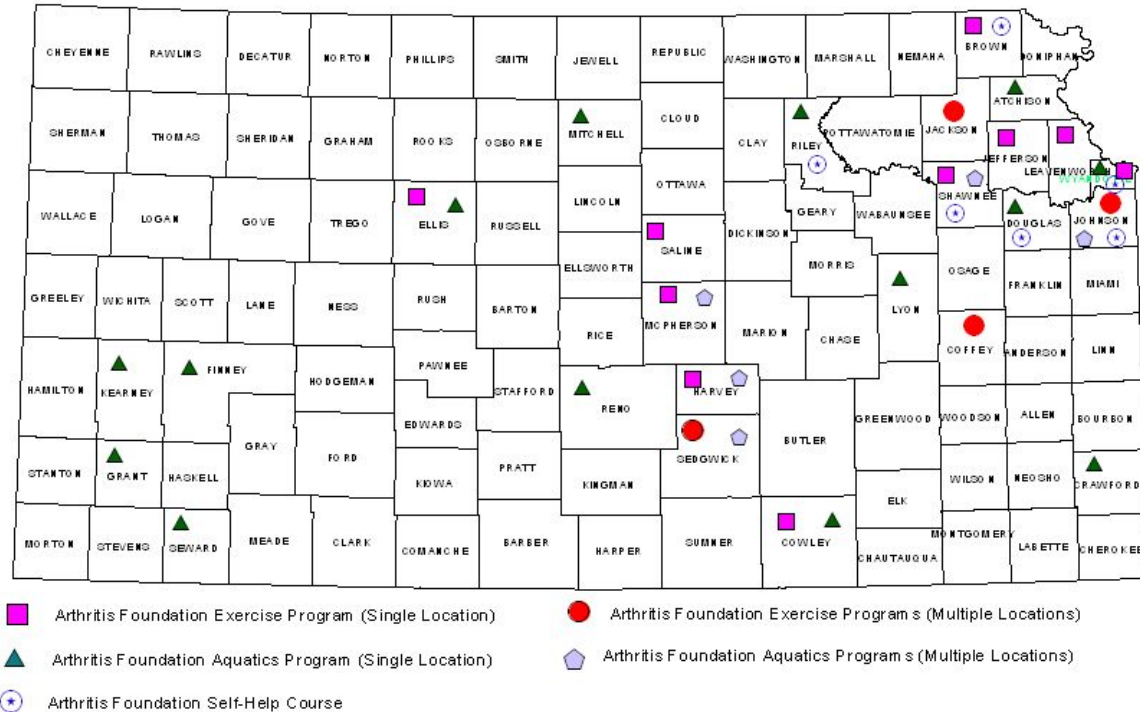 CHEYENNE
RAWLINS
DECATUR
NORTON
PHILLIPS
SMITH
JEWELL
REPUBLIC
WASHINGTON
MARSHALL
NEMAHA
BROWN
DONIPHAN
SHERMAN
THOMAS
SHERIDAN
GRAHAM
ROOKS
OSBORNE
MITCHELL
CLOUD
CLAY
RILEY
POTTAWATOMIE
JACKSON
ATCHISON
JEFFERSON
LEAVENWORTH
WYANDOTTE
WALLACE
LOGAN
GOVE
TREGO
ELLIS
RUSSELL
LINCOLN
OTTAWA
SALINE
DICKINSON
GEARY
WABAUNSEE
SHAWNEE
DOUGLAS
JOHNSON
GREELEY
WICHITA
SCOTT
LANE
NESS
RUSH
BARTON
ELLSWORTH
RICE
MCPHERSON
MARION
MORRIS
CHASE
LYON
OSAGE
FRANKLIN
MIAMI
HAMILTON
KEARNEY
FINNEY
HODGEMAN
PAWNEE
STAFFORD
RENO
HARVEY
COFFEY
ANDERSON
LINN
EDWARDS
GRAY
FORD
SEDGWICK
BUTLER
GREENWOOD
WOODSON
ALLEN
BOURBON
STANTON
GRANT
HASKELL
KIOWA
PRATT
KINGMAN
ELK
WILSON
NEOSHO
CRAWFORD
MORTON
STEVENS
SEWARD
MEADE
CLARK
COMANCHE
BARBER
HARPER
SUMNER
COWLEY
CHAUTAUQUA
MONTGOMERY
LABETTE
CHEROKEE
Arthritis Foundation Exercise Program (Single Location)
Arthritis Foundation Exercise Programs (Multiple Locations)
Arthritis Foundation Aquatics Program (Single Location)
Arthritis Foundation Aquatics Programs (Multiple Locations)
Arthritis Foundation Self-Help Course